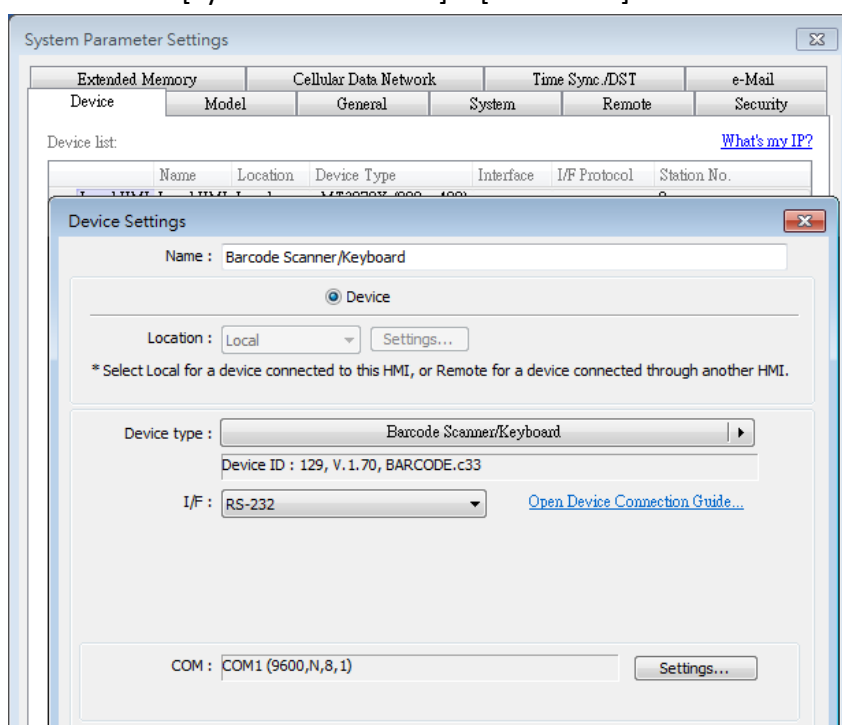 System Parameter Settings
Extended Memory Cellular Data Network Time Sync./DST e-Mail
Device Model General System Remote Security
Device list: What's my IP?
Name Location Device Type Interface I/F Protocol Station No.
Device Settings
Name : Barcode Scanner/Keyboard
Device
Location : Local Settings...
* Select Local for a device connected to this HMI, or Remote for a device connected through another HMI.
Device type : Barcode Scanner/Keyboard
Device ID : 129, V.1.70, BARCODE.c33
I/F : RS-232 Open Device Connection Guide...
COM : COM1 (9600,N,8,1) Settings...